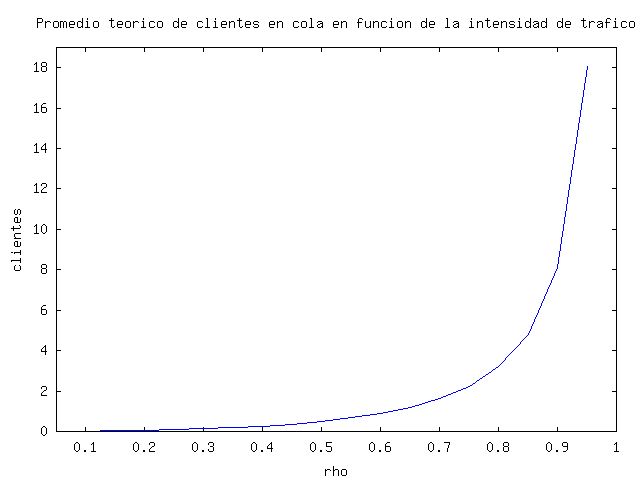 Promedio teorico de clientes en cola en funcion de la intensidad de trafico
18
16
14
12
10
8
6
4
2
0
clientes
0.1 0.2 0.3 0.4 0.5 0.6 0.7 0.8 0.9 1
rho